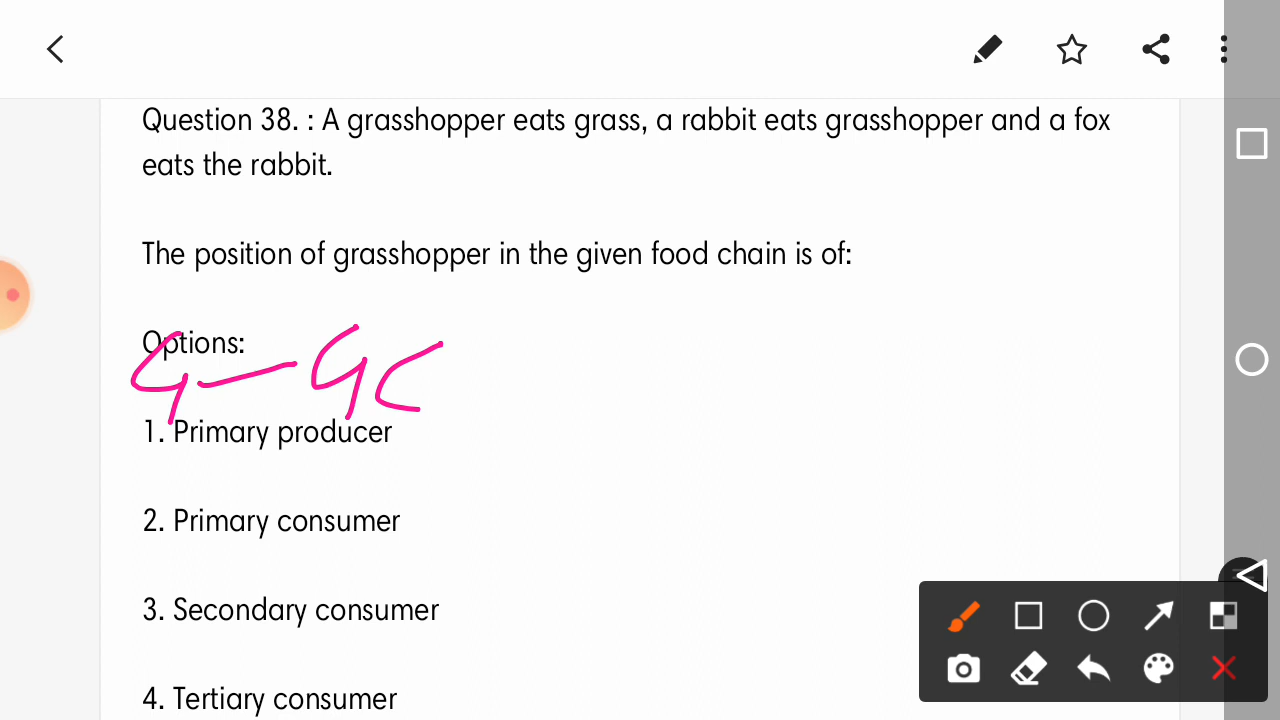 Question 38. : A grasshopper eats grass, a rabbit eats grasshopper and a fox
eats the rabbit.
The position of grasshopper in the given food chain is of:
Options:
G - G
1. Primary producer
2. Primary consumer
3. Secondary consumer
4. Tertiary consumer